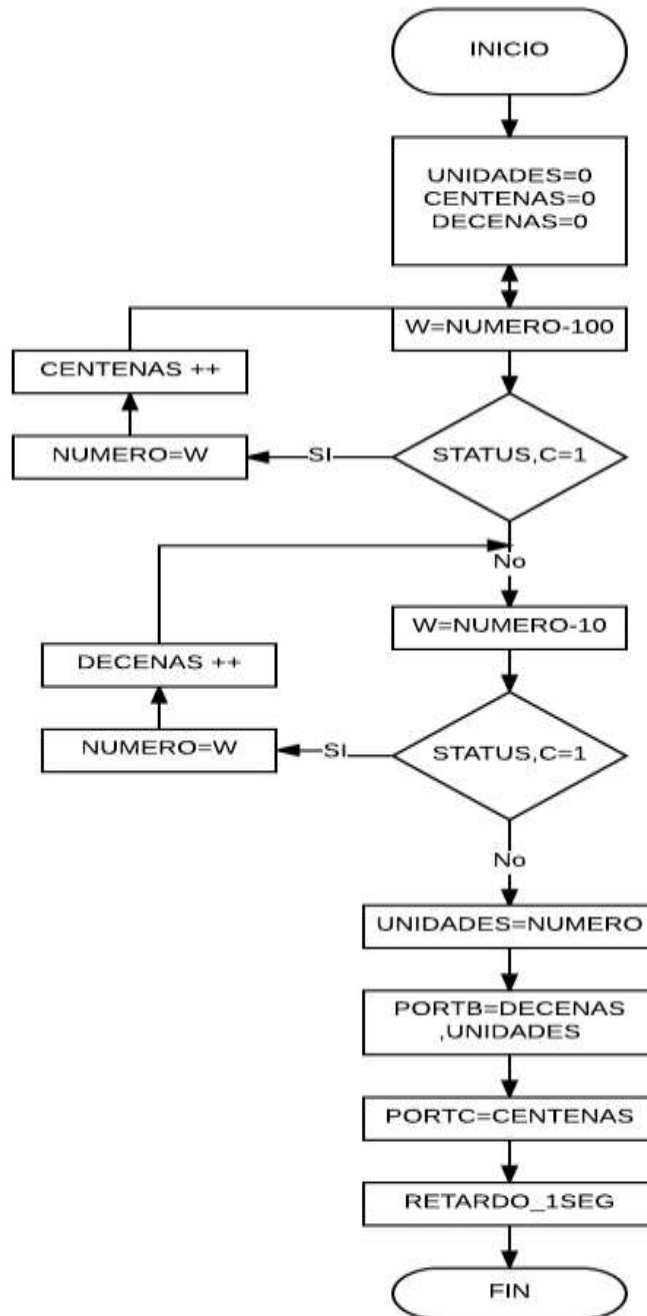 INICIO
UNIDADES=0
CENTENAS=0
DECENAS=0
W=NUMERO-100
CENTENAS ++
NUMERO=W
SI
STATUS,C=1
No
W=NUMERO-10
DECENAS ++
NUMERO=W
SI
STATUS,C=1
No
UNIDADES=NUMERO
PORTB=DECENAS
,UNIDADES
PORTC=CENTENAS
RETARDO_1SEG
FIN